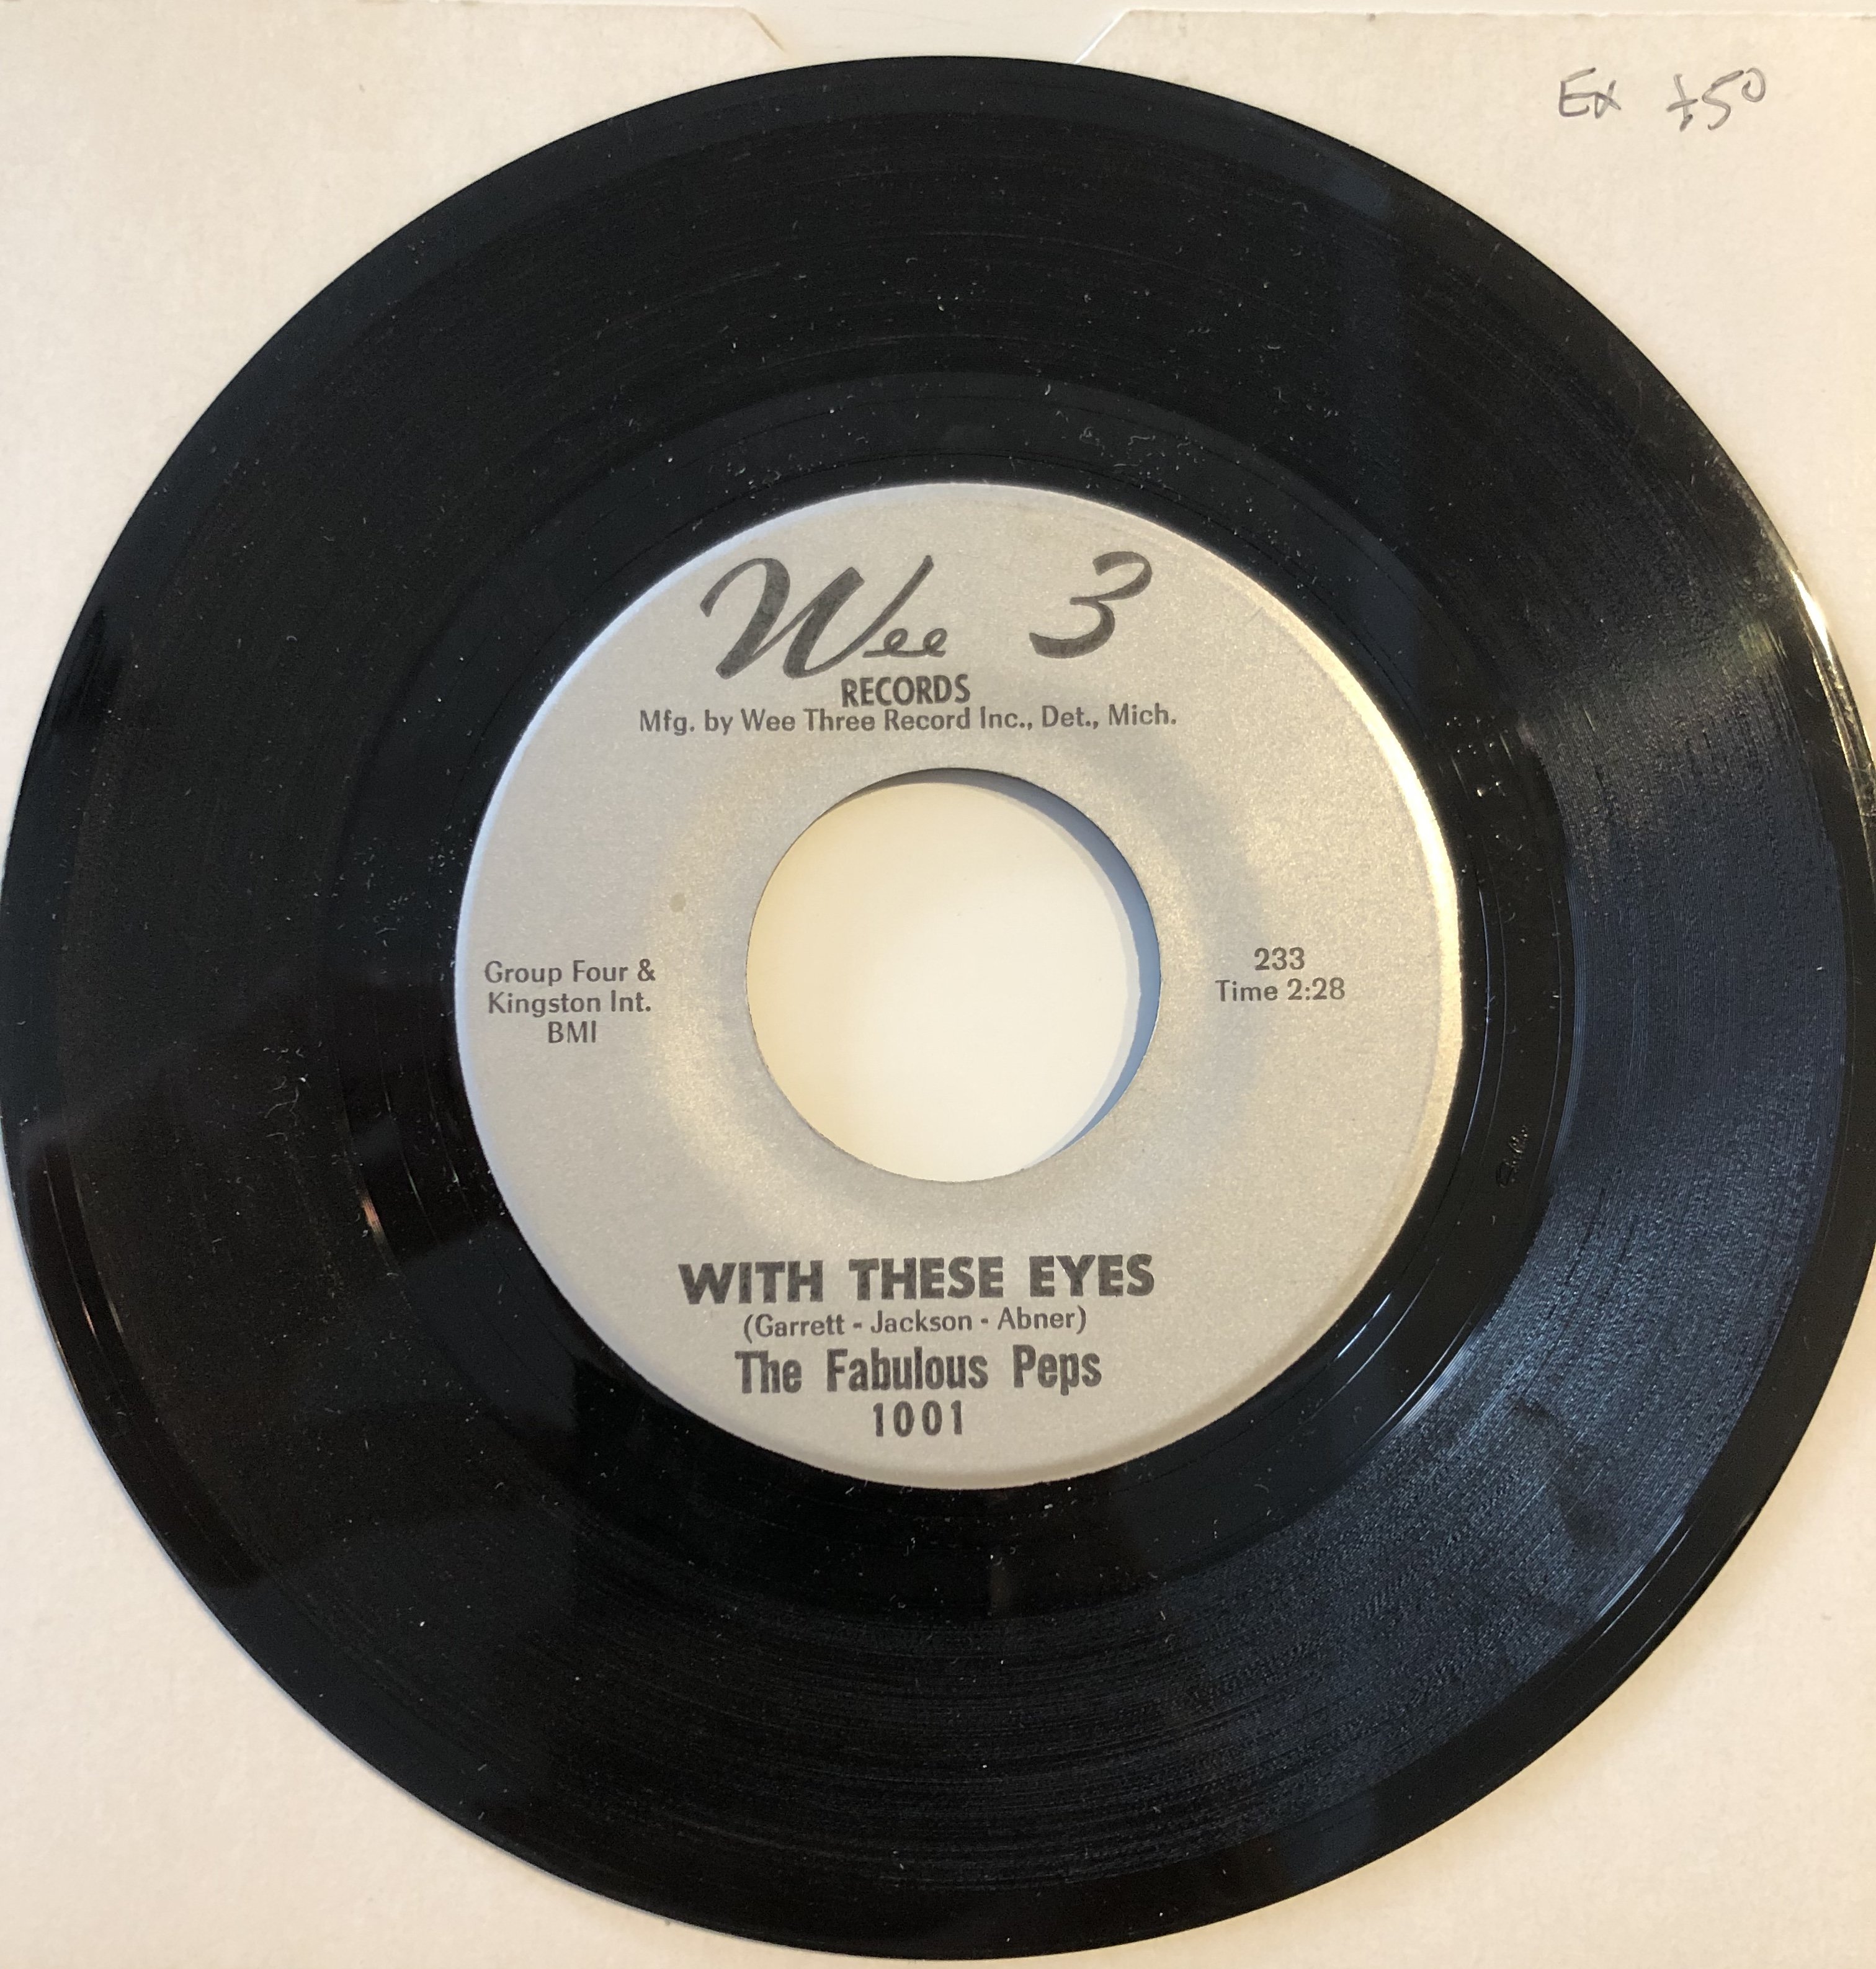 Ex £50
Wee 3
RECORDS
Mfg. by Wee Three Record Inc., Det., Mich.
Group Four &
Kingston Int.
BMI
233
Time 2:28
WITH THESE EYES
(Garrett - Jackson - Abner)
The Fabulous Peps
1001